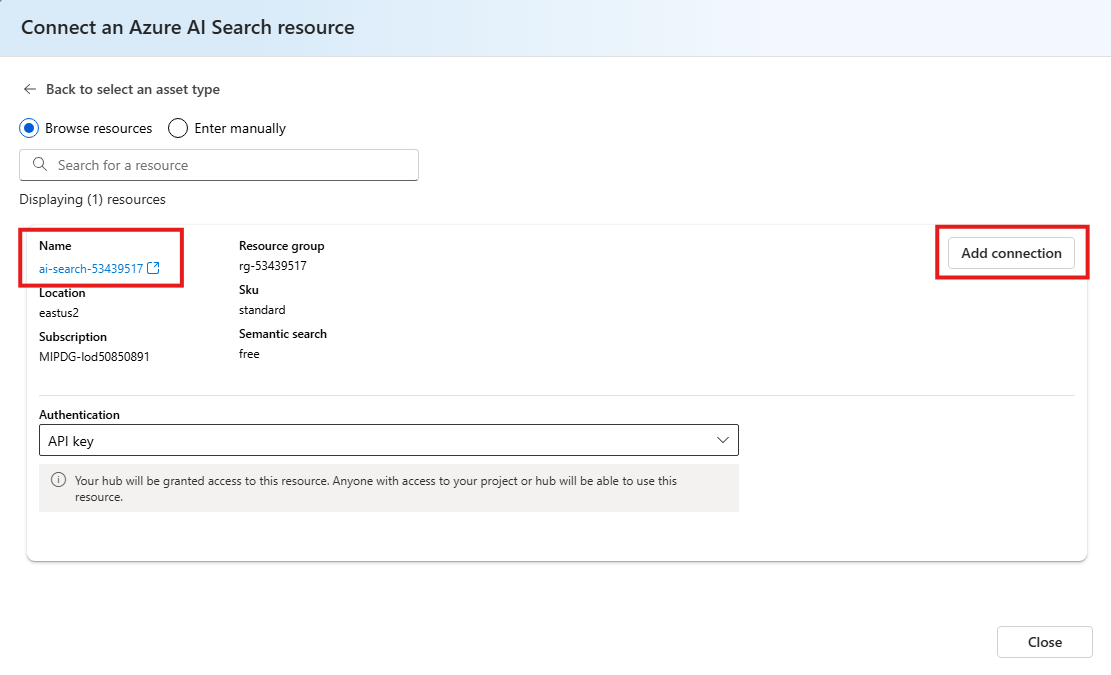 Connect an Azure AI Search resource
Back to select an asset type
Browse resources
Enter manually
Search for a resource
Displaying (1) resources
Name
ai-search-53439517
Location
eastus2
Subscription
MIPDG-lod50850891
Resource group
rg-53439517
Sku
standard
Semantic search
free
Add connection
Authentication
API key
Your hub will be granted access to this resource. Anyone with access to your project or hub will be able to use this
resource.
Close